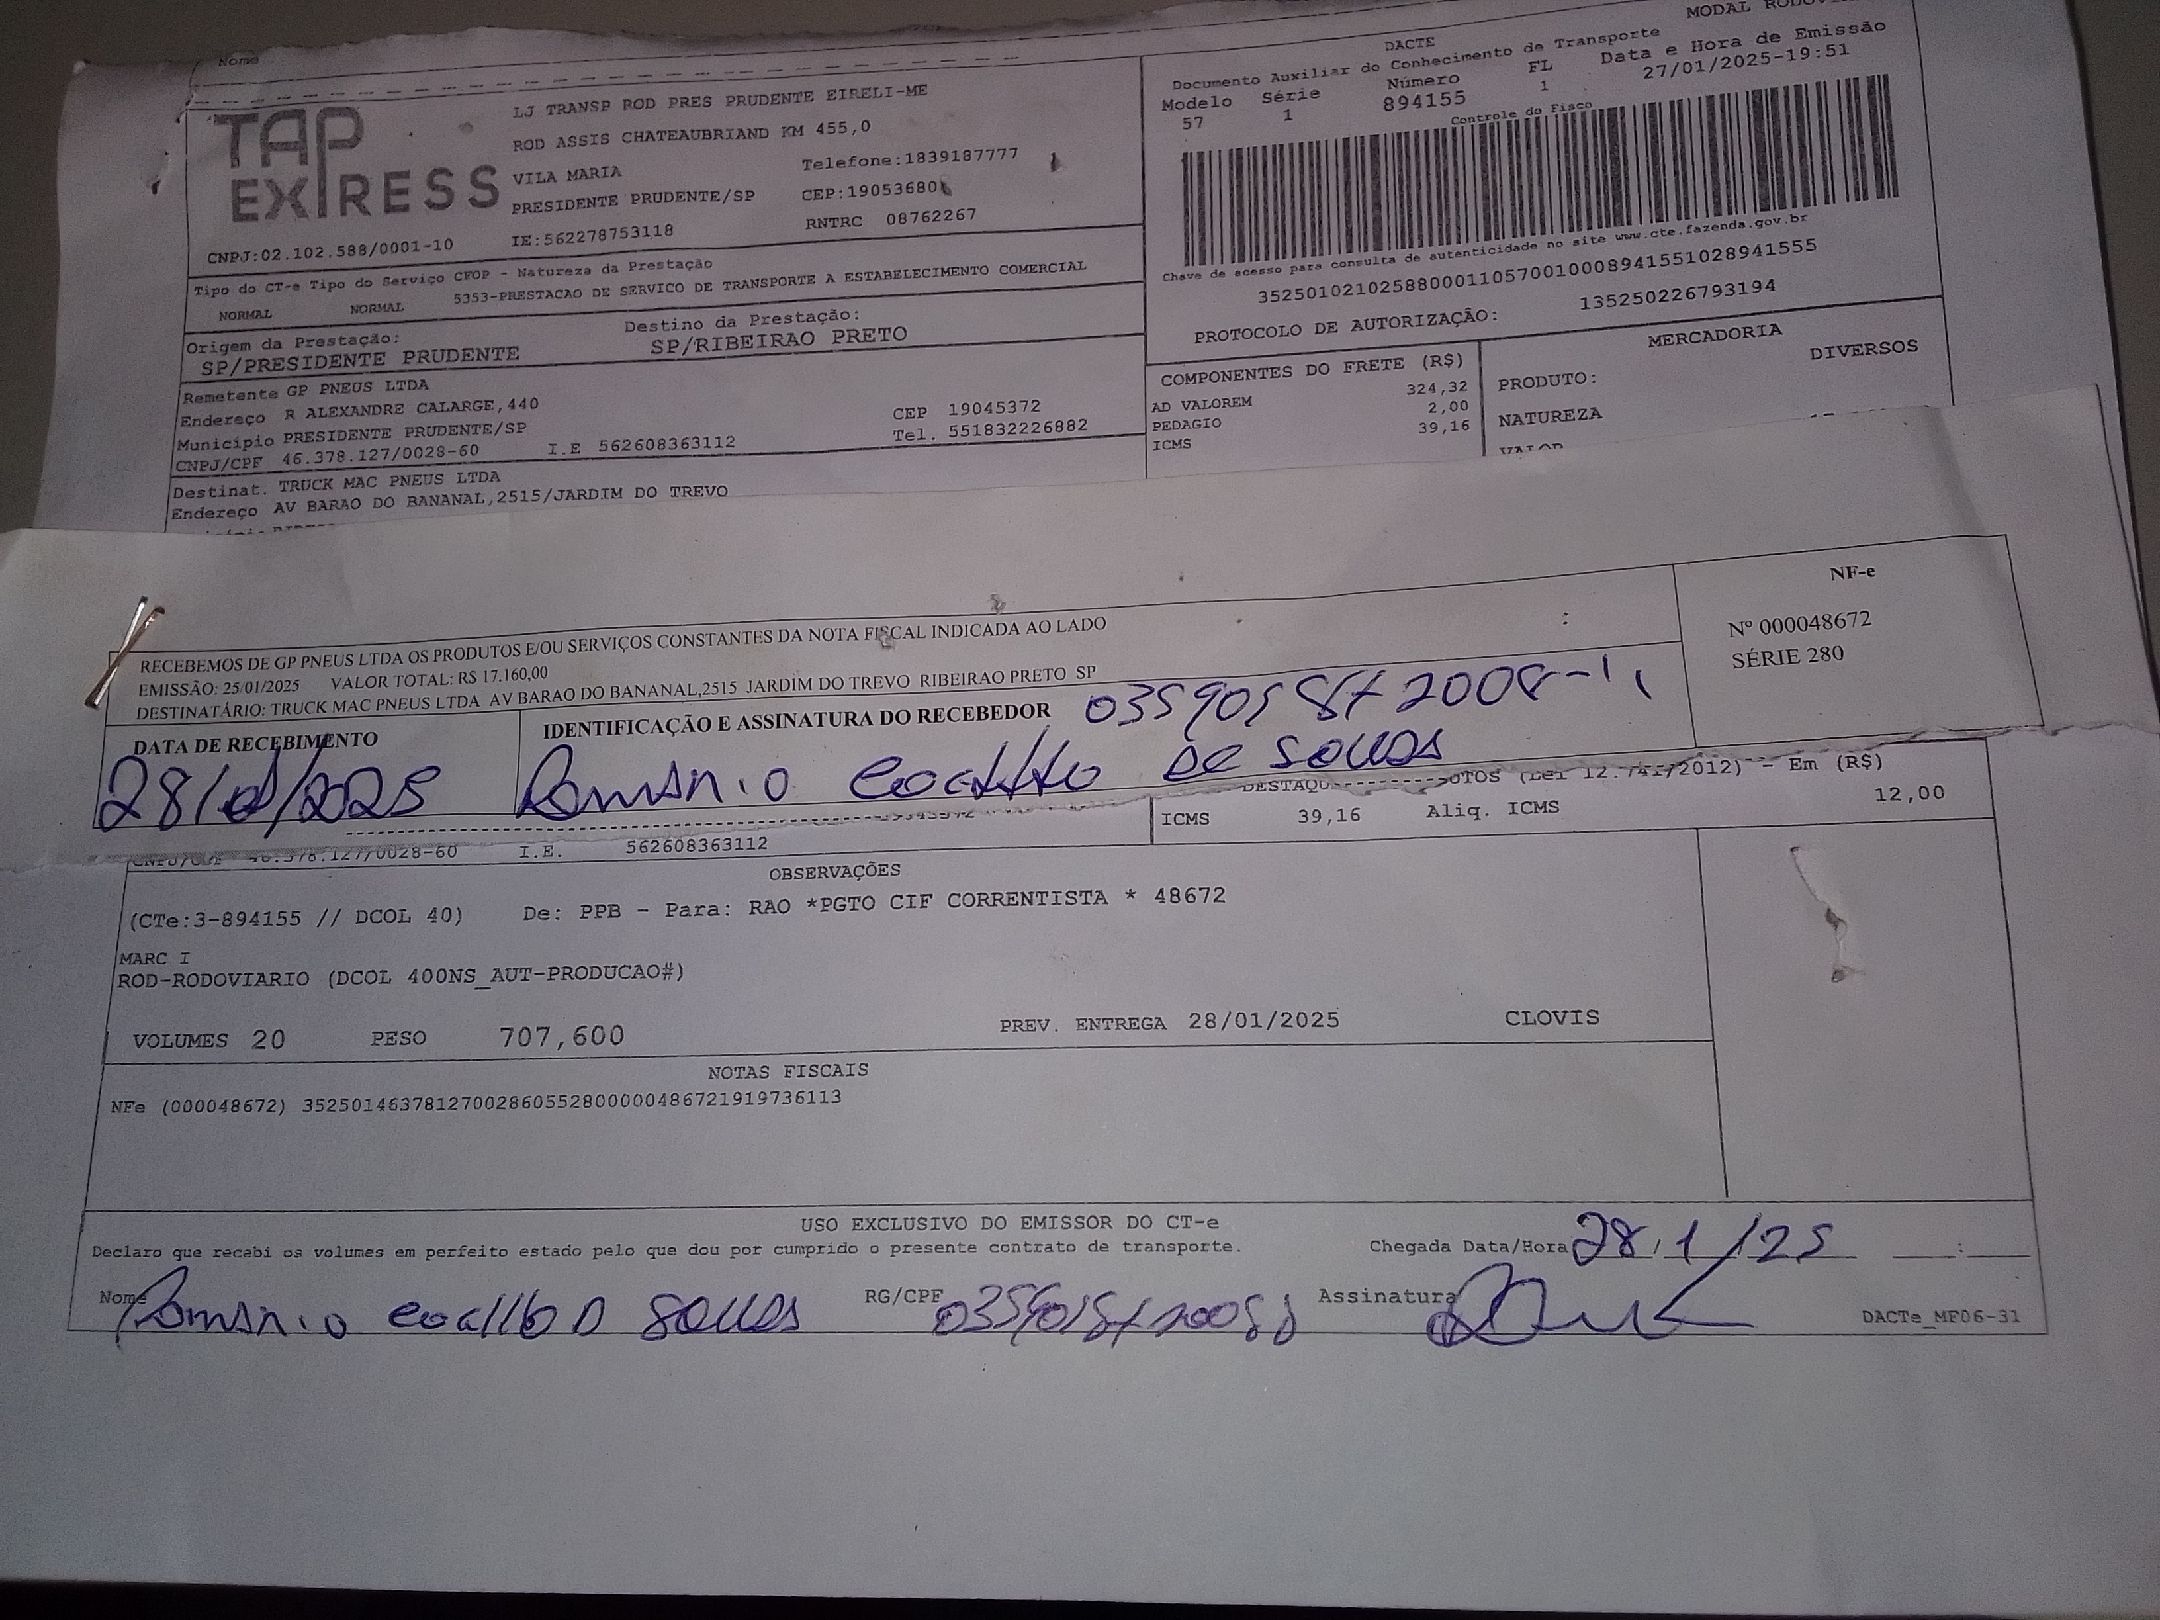 Nome
MODAL
TAP EXPRESS
LJ TRANSP ROD PRES PRUDENTE EIRELI-ME
ROD ASSIS CHATEAUBRIAND KM 455,0
VILA MARIA Telefone:1839187777
PRESIDENTE PRUDENTE/SP CEP:19053680
CNPJ:02.102.588/0001-10 IE:562278753118 RNTRC 08762267
Tipo do CT-e Tipo do Serviço CFOP - Natureza da Prestação
NORMAL NORMAL 5353-PRESTACAO DE SERVICO DE TRANSPORTE A ESTABELECIMENTO COMERCIAL
Origem da Prestação: Destino da Prestação:
SP/PRESIDENTE PRUDENTE SP/RIBEIRAO PRETO
Remetente GP PNEUS LTDA
Endereço R ALEXANDRE CALARGE,440 CEP 19045372
Município PRESIDENTE PRUDENTE/SP Tel. 551832226882
CNPJ/CPF 46.378.127/0028-60 I.E 562608363112
Destinat. TRUCK MAC PNEUS LTDA
Endereço AV BARAO DO BANANAL,2515/JARDIM DO TREVO
DACTE
Documento Auxiliar do Conhecimento de Transporte
Modelo Série Número FL Data e Hora de Emissão
57 1 894155 1 27/01/2025-19:51
Controle do Fisco
Chave de acesso para consulta de autenticidade no site www.cte.fazenda.gov.br
35250102102588000110570010008941551028941555
PROTOCOLO DE AUTORIZAÇÃO: 135250226793194
COMPONENTES DO FRETE (R$)
324,32
AD VALOREM 2,00
PEDAGIO 39,16
ICMS
MERCADORIA
PRODUTO: DIVERSOS
NATUREZA
VALOR
RECEBEMOS DE GP PNEUS LTDA OS PRODUTOS E/OU SERVIÇOS CONSTANTES DA NOTA FISCAL INDICADA AO LADO
EMISSÃO: 25/01/2025 VALOR TOTAL: R$ 17.160,00
DESTINATÁRIO: TRUCK MAC PNEUS LTDA AV BARAO DO BANANAL,2515 JARDIM DO TREVO RIBEIRAO PRETO SP
NF-e
Nº 000048672
SÉRIE 280
DATA DE RECEBIMENTO IDENTIFICAÇÃO E ASSINATURA DO RECEBEDOR
28/01/2025 DE
(Lei 12.741/2012) - Em (R$)
ICMS 39,16 Aliq. ICMS 12,00
CNPJ/CGF 46.378.127/0028-60 I.E. 562608363112
OBSERVAÇÕES
(CTe:3-894155 // DCOL 40) De: PPB - Para: RAO *PGTO CIF CORRENTISTA * 48672
MARC I
ROD-RODOVIARIO (DCOL 400NS_AUT-PRODUCAO#)
VOLUMES 20 PESO 707,600 PREV. ENTREGA 28/01/2025 CLOVIS
NOTAS FISCAIS
NFe (000048672) 35250146378127002860552800000486721919736113
USO EXCLUSIVO DO EMISSOR DO CT-e
Declaro que recabi os volumes em perfeito estado pelo que dou por cumprido o presente contrato de transporte. Chegada Data/Hora 28/1/25 :
Nome RG/CPF Assinatura
DACTe_MF06-31